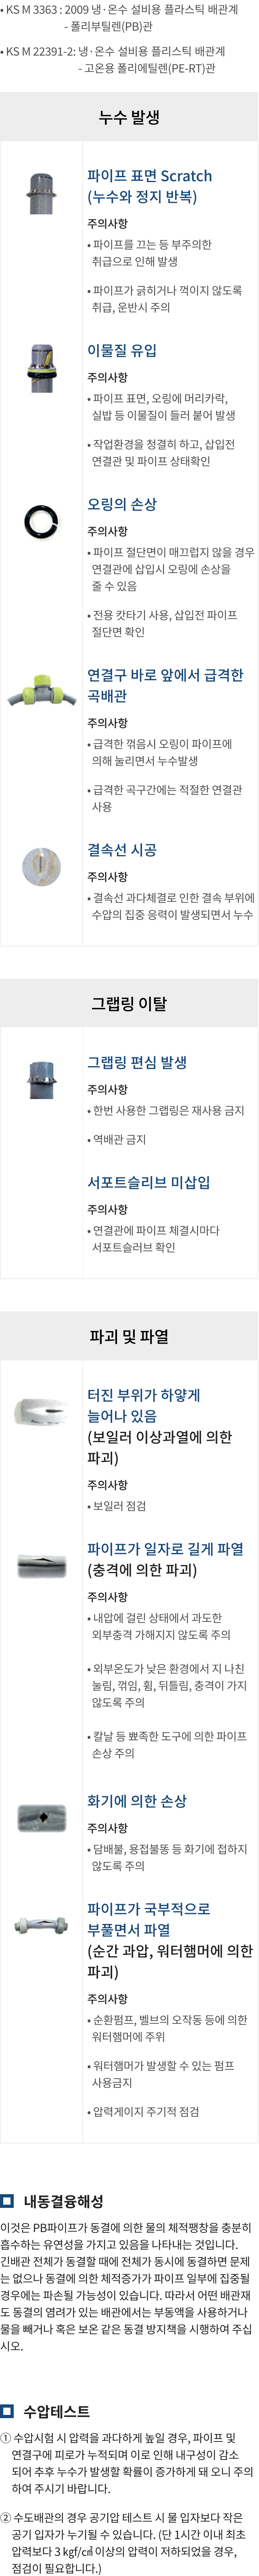 • KS M 3363 : 2009 냉·온수 설비용 플라스틱 배관계
- 폴리부틸렌(PB)관
• KS M 22391-2: 냉·온수 설비용 플리스틱 배관계
- 고온용 폴리에틸렌(PE-RT)관
누수 발생
파이프 표면 Scratch
(누수와 정지 반복)
주의사항
• 파이프를 끄는 등 부주의한
취급으로 인해 발생
• 파이프가 긁히거나 꺽이지 않도록
취급, 운반시 주의
이물질 유입
주의사항
• 파이프 표면, 오링에 머리카락,
실밥 등 이물질이 들러 붙어 발생
• 작업환경을 청결히 하고, 삽입전
연결관 및 파이프 상태확인
오링의 손상
주의사항
• 파이프 절단면이 매끄럽지 않을 경우
연결관에 삽입시 오링에 손상을
줄 수 있음
• 전용 캇타기 사용, 삽입전 파이프
절단면 확인
연결구 바로 앞에서 급격한
곡배관
주의사항
• 급격한 꺾음시 오링이 파이프에
의해 눌리면서 누수발생
• 급격한 곡구간에는 적절한 연결관
사용
결속선 시공
주의사항
• 결속선 과다체결로 인한 결속 부위에
수압의 집중 응력이 발생되면서 누수
그랩링 이탈
그랩링 편심 발생
주의사항
• 한번 사용한 그랩링은 재사용 금지
• 역배관 금지
서포트슬리브 미삽입
주의사항
• 연결관에 파이프 체결시마다
서포트슬러브 확인
파괴 및 파열
터진 부위가 하얗게
늘어나 있음
(보일러 이상과열에 의한
파괴)
주의사항
• 보일러 점검
파이프가 일자로 길게 파열
(충격에 의한 파괴)
주의사항
• 내압에 걸린 상태에서 과도한
외부충격 가해지지 않도록 주의
• 외부온도가 낮은 환경에서 지 나친
눌림, 꺾임, 휨, 뒤틀림, 충격이 가지
않도록 주의
• 칼날 등 뾰족한 도구에 의한 파이프
손상 주의
화기에 의한 손상
주의사항
• 담배불, 용접불똥 등 화기에 접하지
않도록 주의
파이프가 국부적으로
부풀면서 파열
(순간 과압, 워터햄머에 의한
파괴)
주의사항
• 순환펌프, 벨브의 오작동 등에 의한
워터햄머에 주위
• 워터햄머가 발생할 수 있는 펌프
사용금지
• 압력게이지 주기적 점검
내동결융해성
이것은 PB파이프가 동결에 의한 물의 체적팽창을 충분히
흡수하는 유연성을 가지고 있음을 나타내는 것입니다.
긴배관 전체가 동결할 때에 전체가 동시에 동결하면 문제
는 없으나 동결에 의한 체적증가가 파이프 일부에 집중될
경우에는 파손될 가능성이 있습니다. 따라서 어떤 배관재
도 동결의 염려가 있는 배관에서는 부동액을 사용하거나
물을 빼거나 혹은 보온 같은 동결 방지책을 시행하여 주십
시오.
수압테스트
① 수압시험 시 압력을 과다하게 높일 경우, 파이프 및
연결구에 피로가 누적되며 이로 인해 내구성이 감소
되어 추후 누수가 발생할 확률이 증가하게 돼 오니 주의
하여 주시기 바랍니다.
② 수도배관의 경우 공기압 테스트 시 물 입자보다 작은
공기 입자가 누기될 수 있습니다. (단 1시간 이내 최초
압력보다 3 kgf/㎠ 이상의 압력이 저하되었을 경우,
점검이 필요합니다.)